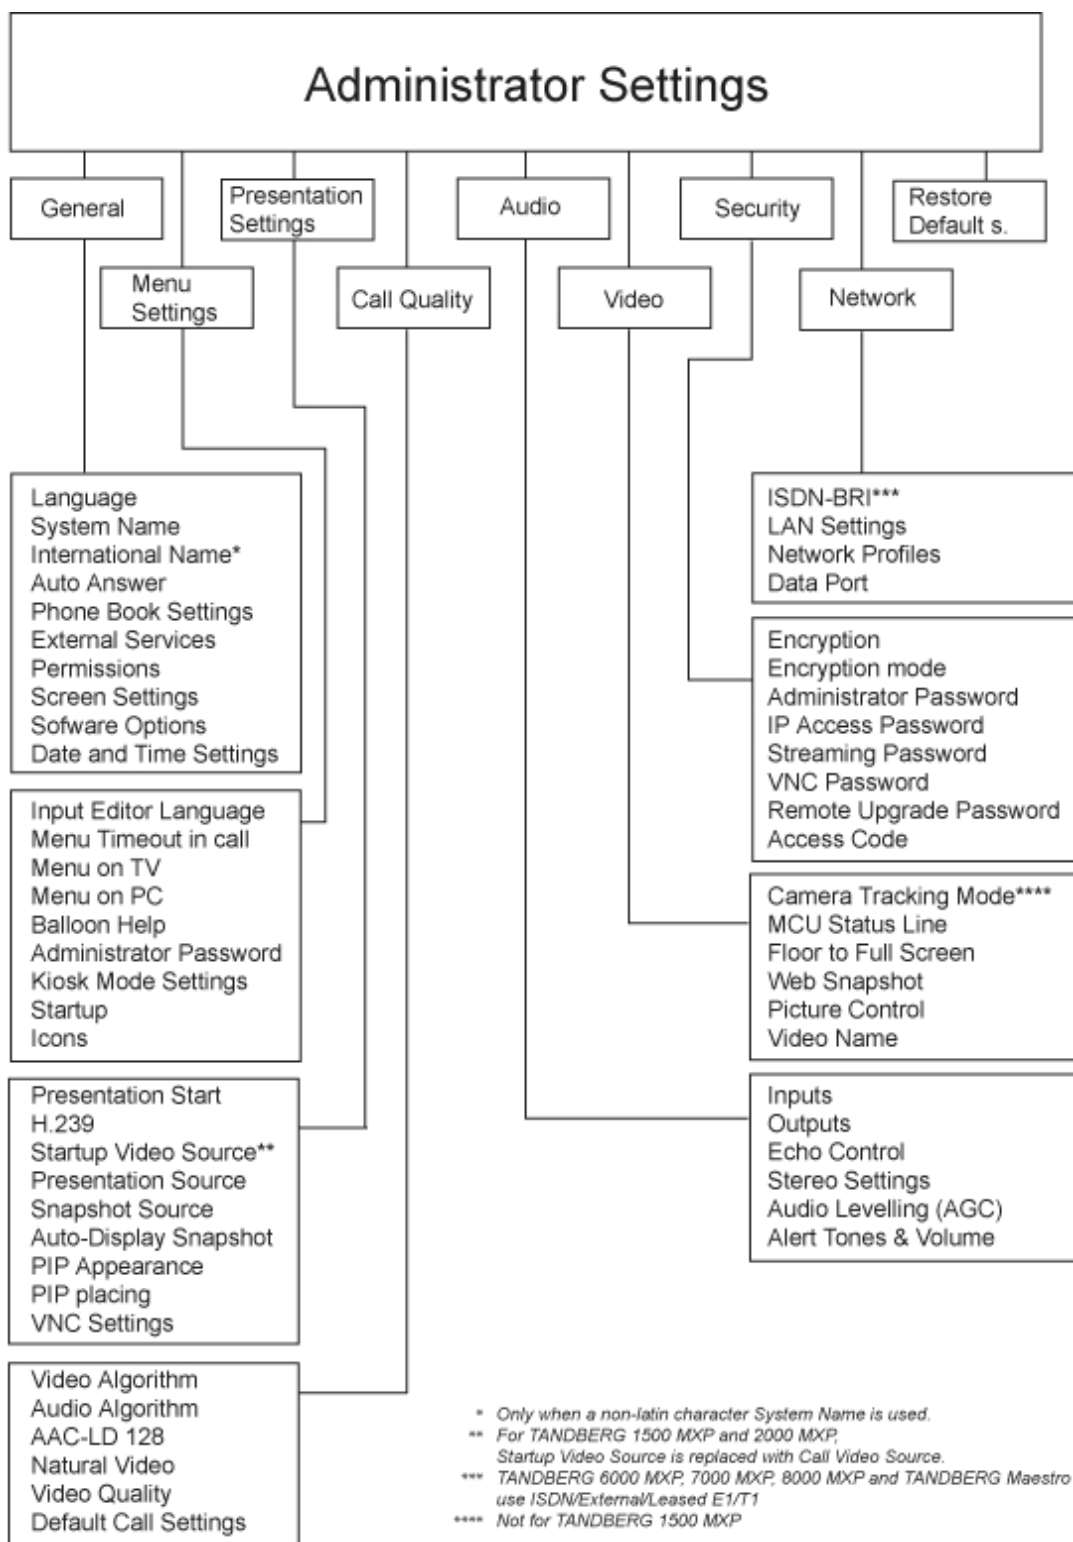 Administrator Settings
General
Presentation
Settings
Audio
Security
Restore
Default s.
Menu
Settings
Call Quality
Video
Network
Language
System Name
International Name*
Auto Answer
Phone Book Settings
External Services
Permissions
Screen Settings
Sofware Options
Date and Time Settings
Input Editor Language
Menu Timeout in call
Menu on TV
Menu on PC
Balloon Help
Administrator Password
Kiosk Mode Settings
Startup
Icons
Presentation Start
H.239
Startup Video Source**
Presentation Source
Snapshot Source
Auto-Display Snapshot
PIP Appearance
PIP placing
VNC Settings
Video Algorithm
Audio Algorithm
AAC-LD 128
Natural Video
Video Quality
Default Call Settings
ISDN-BRI***
LAN Settings
Network Profiles
Data Port
Encryption
Encryption mode
Administrator Password
IP Access Password
Streaming Password
VNC Password
Remote Upgrade Password
Access Code
Camera Tracking Mode****
MCU Status Line
Floor to Full Screen
Web Snapshot
Picture Control
Video Name
Inputs
Outputs
Echo Control
Stereo Settings
Audio Levelling (AGC)
Alert Tones & Volume
* Only when a non-latin character System Name is used.
** For TANDBERG 1500 MXP and 2000 MXP,
Startup Video Source is replaced with Call Video Source.
*** TANDBERG 6000 MXP, 7000 MXP, 8000 MXP and TANDBERG Maestro
use ISDN/External/Leased E1/T1
**** Not for TANDBERG 1500 MXP